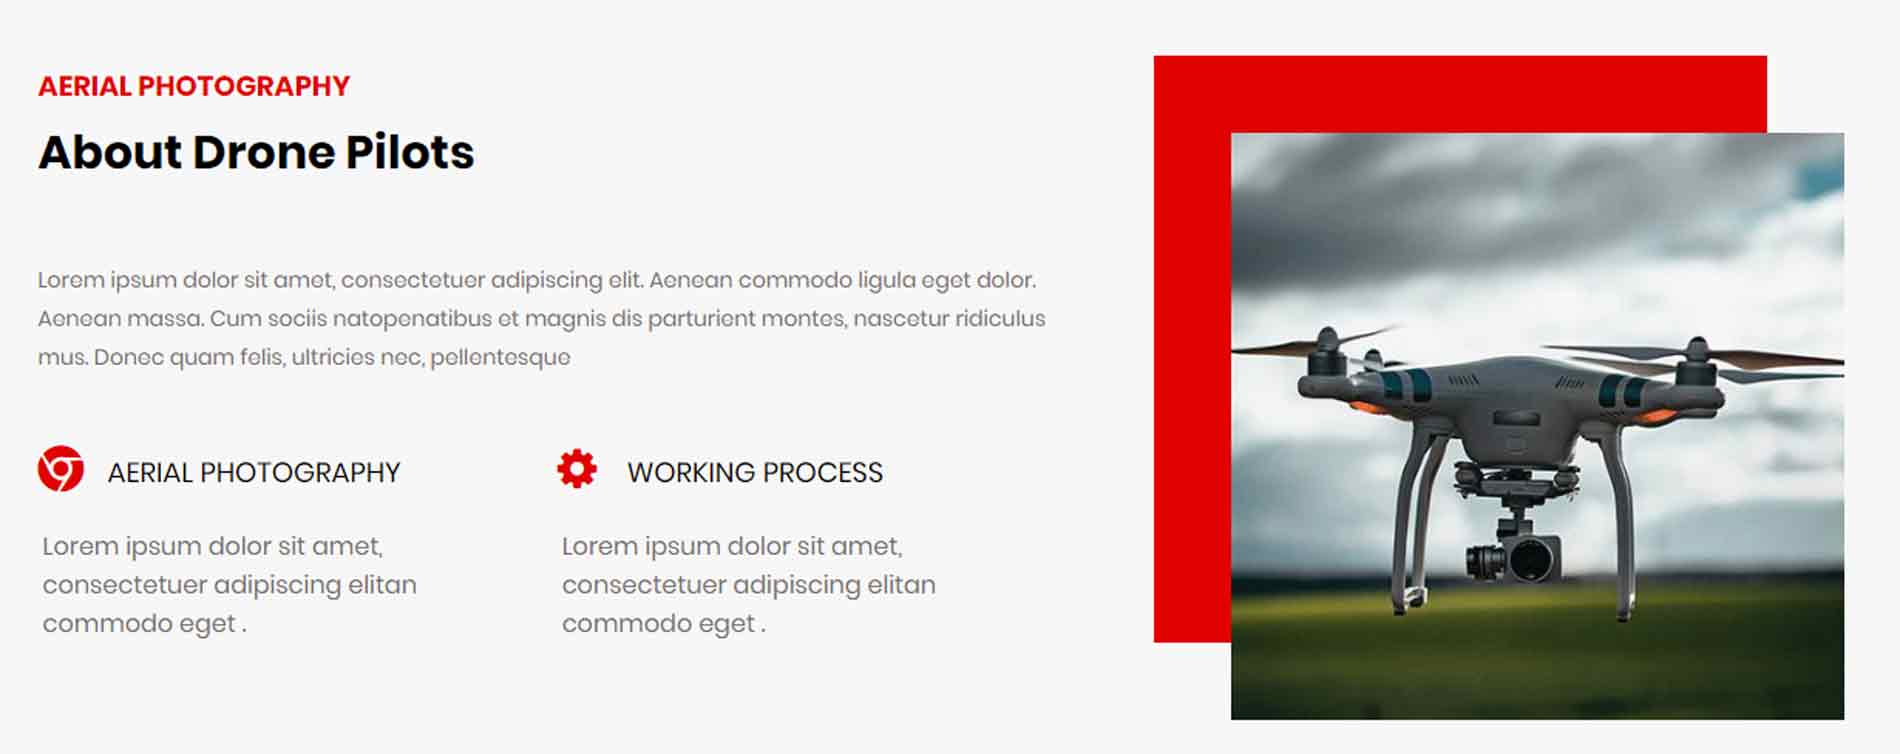 AERIAL PHOTOGRAPHY
About Drone Pilots
Lorem ipsum dolor sit amet, consectetuer adipiscing elit. Aenean commodo ligula eget dolor.
Aenean massa. Cum sociis natopenatibus et magnis dis parturient montes, nascetur ridiculus
mus. Donec quam felis, ultricies nec, pellentesque
AERIAL PHOTOGRAPHY
Lorem ipsum dolor sit amet,
consectetuer adipiscing elitan
commodo eget .
WORKING PROCESS
Lorem ipsum dolor sit amet,
consectetuer adipiscing elitan
commodo eget .